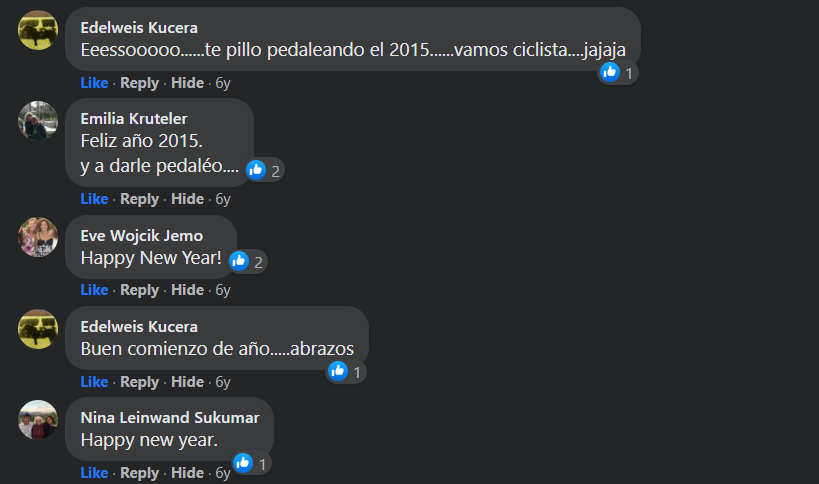 Edelweis Kucera
Eeessooooo......te pillo pedaleando el 2015......vamos ciclista....jajaja
1
Like · Reply · Hide · 6y
Emilia Kruteler
Feliz año 2015.
y a darle pedaléo....
2
Like · Reply · Hide · 6y
Eve Wojcik Jemo
Happy New Year!
2
Like · Reply · Hide · 6y
Edelweis Kucera
Buen comienzo de año.....abrazos
1
Like · Reply · Hide · 6y
Nina Leinwand Sukumar
Happy new year.
1
Like · Reply · Hide · 6y